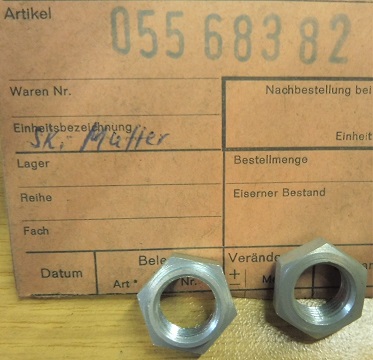 Artikel 055 683 82
Waren Nr.
Nachbestellung bei
Einheitsbezeichnung
Sk. Mutter
Einheit
Lager
Bestellmenge
Reihe
Eiserner Bestand
Fach
Datum
Bele
Art
Nr.
Verände
+